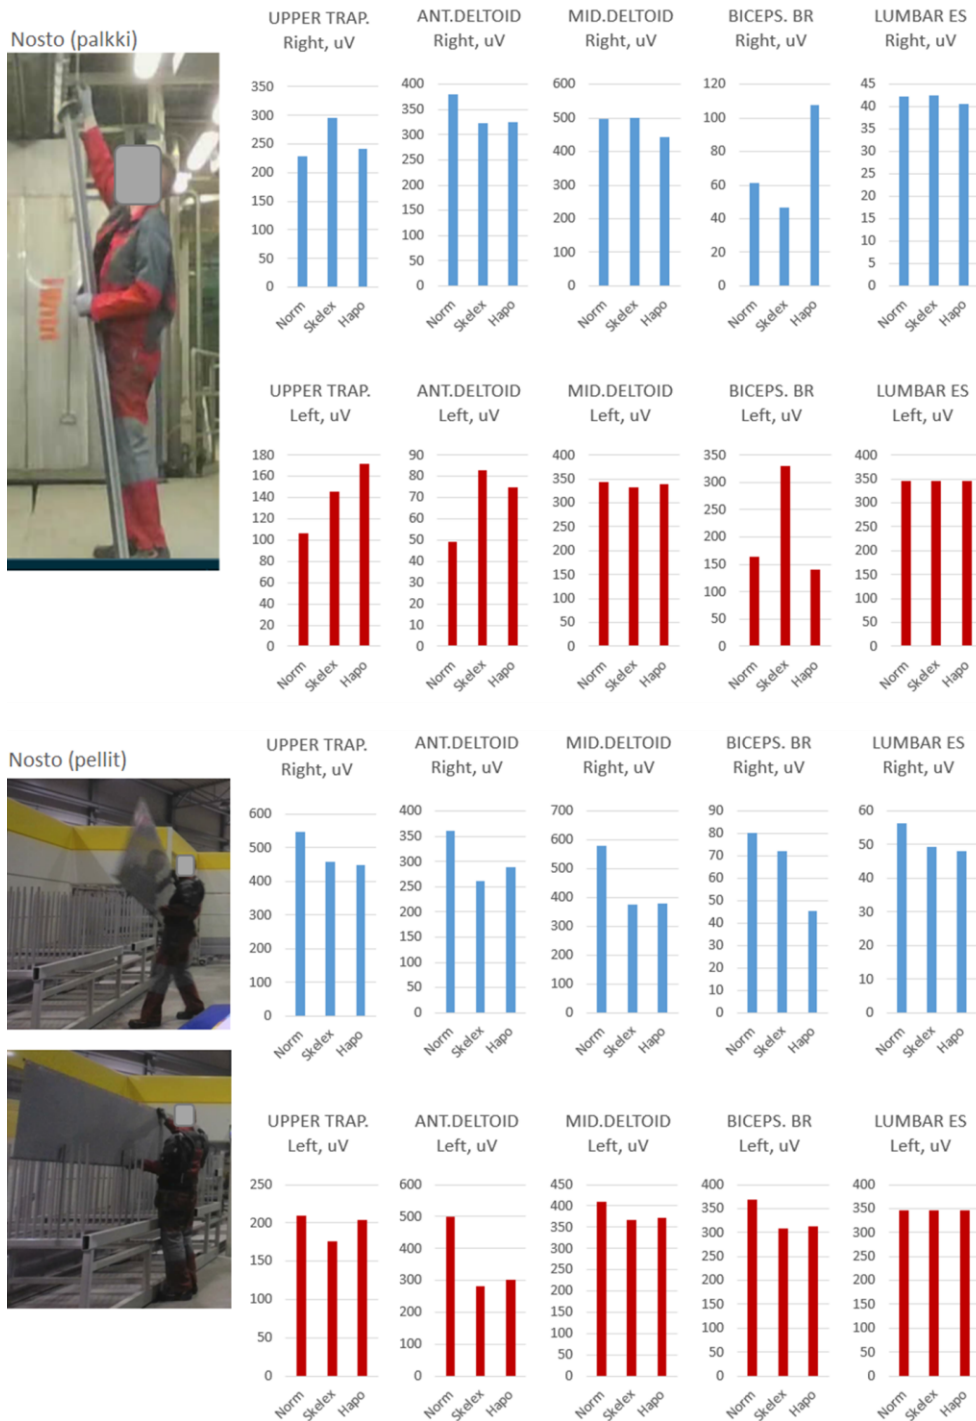 Nosto (palkki)
UPPER TRAP. Right, uV
ANT.DELTOID Right, uV
MID.DELTOID Right, uV
BICEPS. BR Right, uV
LUMBAR ES Right, uV
350 300 250 200 150 100 50 0
400 350 300 250 200 150 100 50 0
600 500 400 300 200 100 0
120 100 80 60 40 20 0
45 40 35 30 25 20 15 10 5 0
Norm Skelex Hapo
Norm Skelex Hapo
Norm Skelex Hapo
Norm Skelex Hapo
Norm Skelex Hapo
UPPER TRAP. Left, uV
ANT.DELTOID Left, uV
MID.DELTOID Left, uV
BICEPS. BR Left, uV
LUMBAR ES Left, uV
180 160 140 120 100 80 60 40 20 0
90 80 70 60 50 40 30 20 10 0
400 350 300 250 200 150 100 50 0
350 300 250 200 150 100 50 0
400 350 300 250 200 150 100 50 0
Norm Skelex Hapo
Norm Skelex Hapo
Norm Skelex Hapo
Norm Skelex Hapo
Norm Skelex Hapo
Nosto (pellit)
UPPER TRAP. Right, uV
ANT.DELTOID Right, uV
MID.DELTOID Right, uV
BICEPS. BR Right, uV
LUMBAR ES Right, uV
600 500 400 300 200 100 0
400 350 300 250 200 150 100 50 0
700 600 500 400 300 200 100 0
90 80 70 60 50 40 30 20 10 0
60 50 40 30 20 10 0
Norm Skelex Hapo
Norm Skelex Hapo
Norm Skelex Hapo
Norm Skelex Hapo
Norm Skelex Hapo
UPPER TRAP. Left, uV
ANT.DELTOID Left, uV
MID.DELTOID Left, uV
BICEPS. BR Left, uV
LUMBAR ES Left, uV
250 200 150 100 50 0
600 500 400 300 200 100 0
450 400 350 300 250 200 150 100 50 0
400 350 300 250 200 150 100 50 0
400 350 300 250 200 150 100 50 0
Norm Skelex Hapo
Norm Skelex Hapo
Norm Skelex Hapo
Norm Skelex Hapo
Norm Skelex Hapo